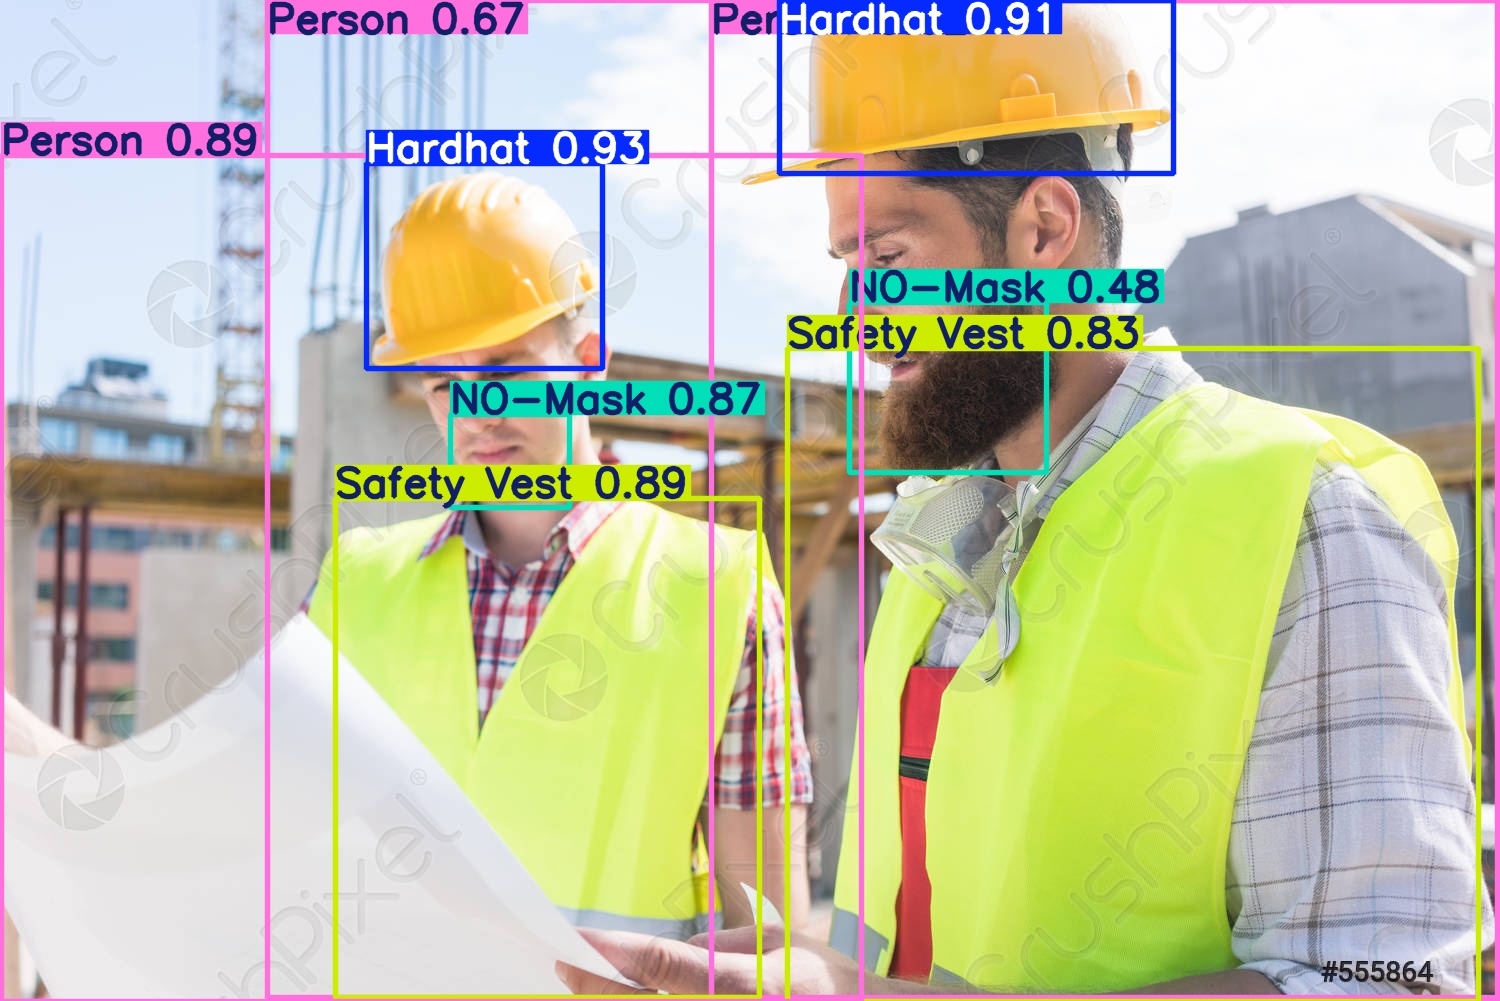 Person 0.67
Per
Hardhat 0.91
Person 0.89
Hardhat 0.93
NO-Mask 0.48
Safety Vest 0.83
NO-Mask 0.87
Safety Vest 0.89
crushpixel
#555864